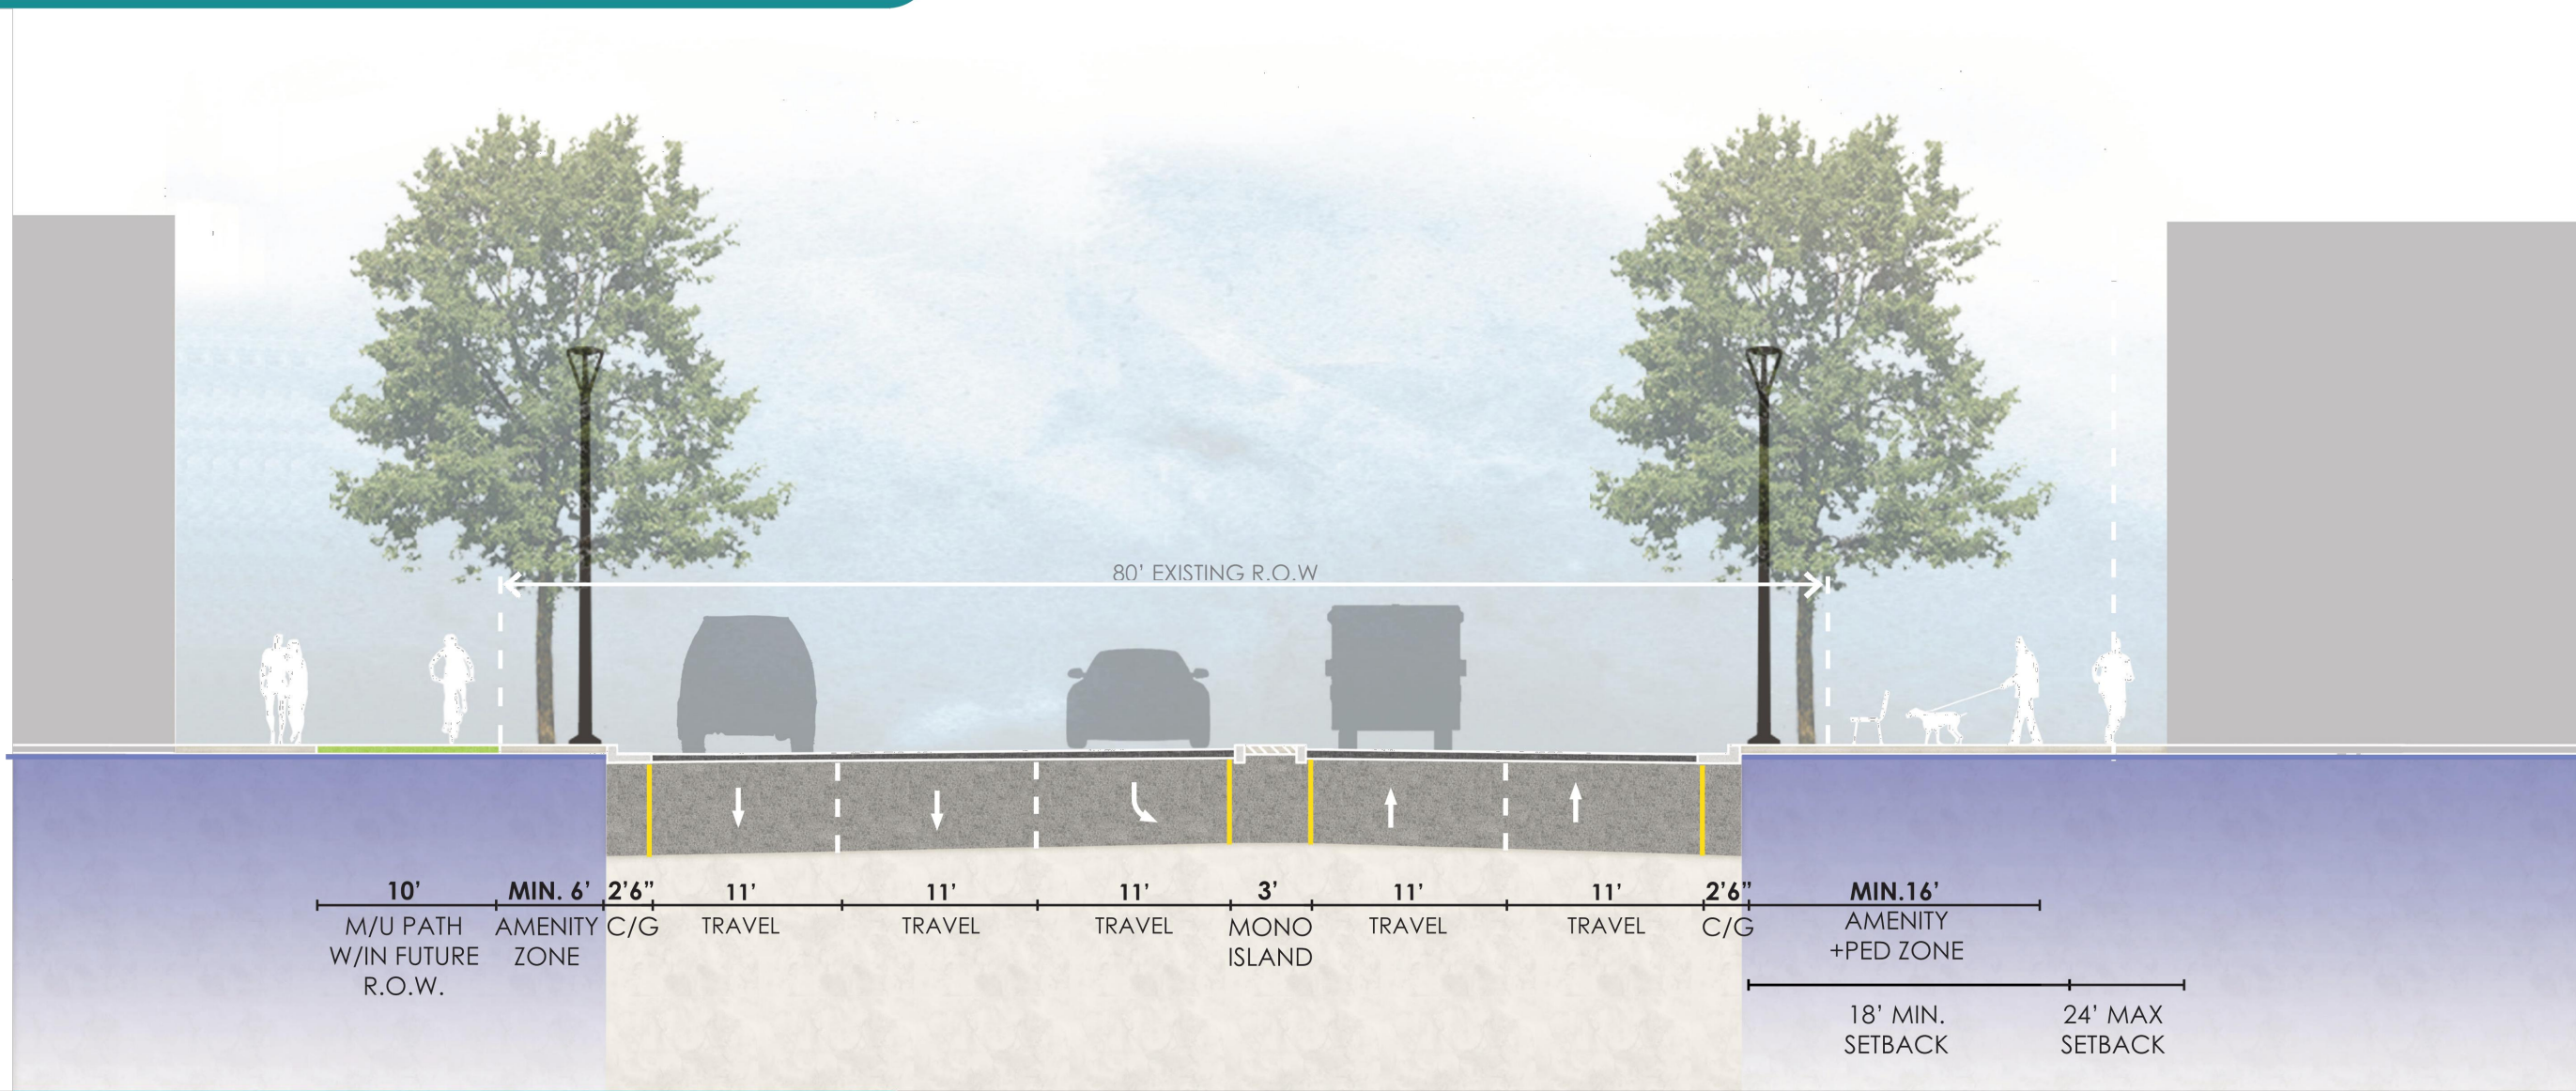 80’ EXISTING R.O.W
10’
M/U PATH
W/IN FUTURE
R.O.W.
MIN. 6’
AMENITY
ZONE
2’6”
C/G
11’
TRAVEL
11’
TRAVEL
11’
TRAVEL
3’
MONO
ISLAND
11’
TRAVEL
11’
TRAVEL
2’6”
C/G
MIN.16’
AMENITY
+PED ZONE
18’ MIN.
SETBACK
24’ MAX
SETBACK